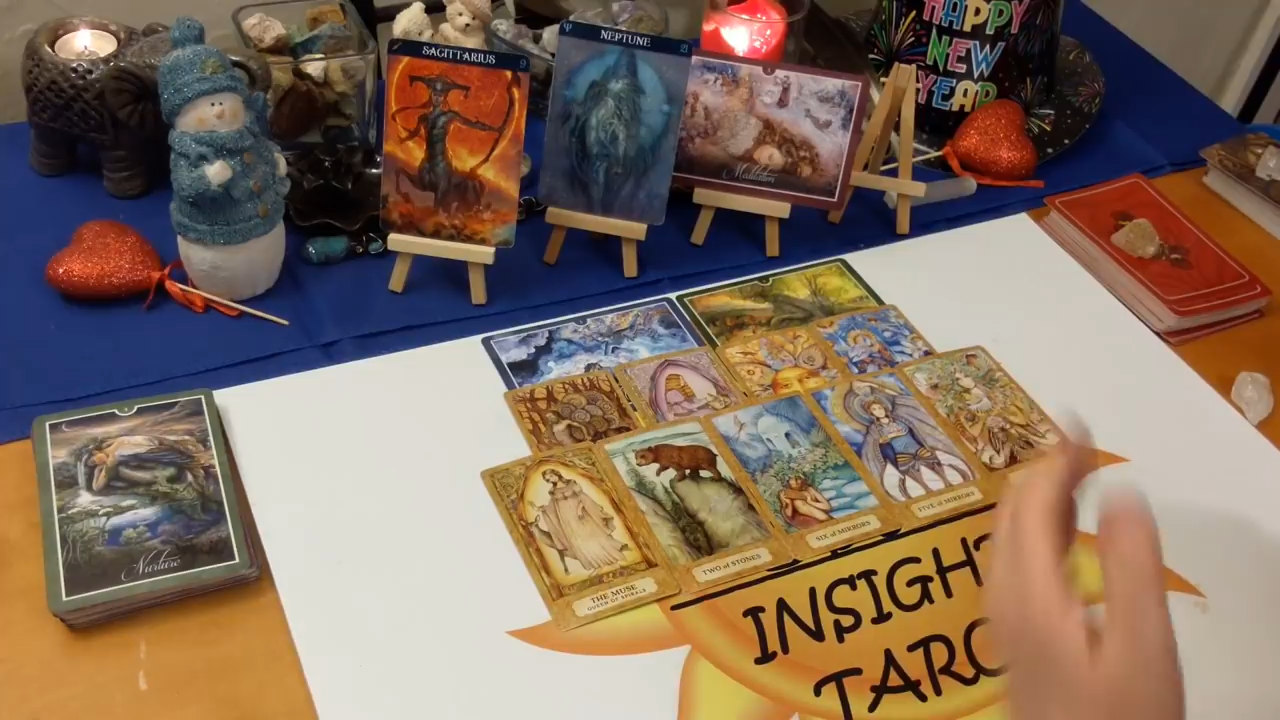 HAPPY
NEW
YEAR
SAGITTARIUS
9
NEPTUNE
Meditation
Nurture
THE MUSE
QUEEN OF SPIRALS
TWO of STONES
SIX of MIRRORS
FIVE of MIRRORS
INSIGHT
TARO